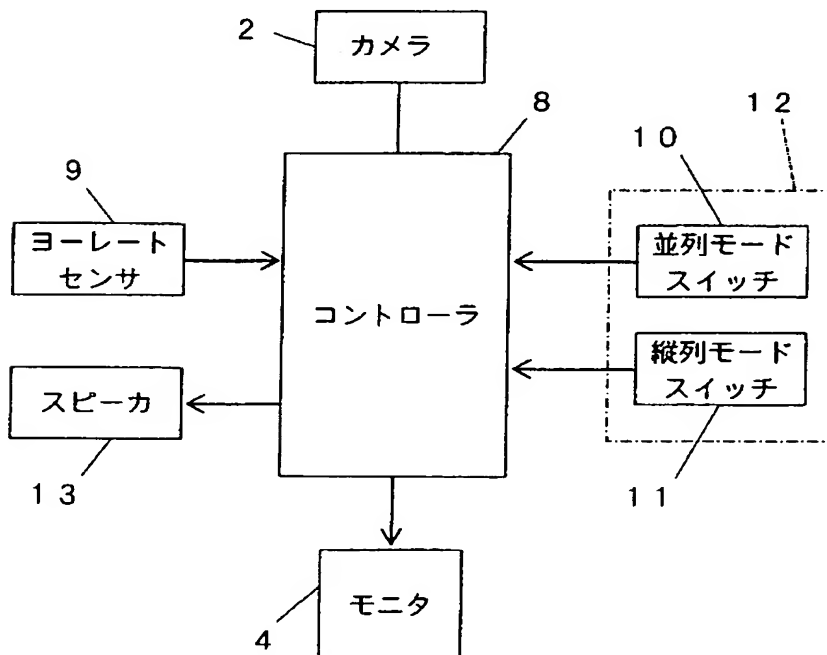 2
カメラ
8
12
10
9
ヨーレート
センサ
並列モード
スイッチ
コントローラ
縦列モード
スイッチ
スピーカ
13
11
モニタ
4